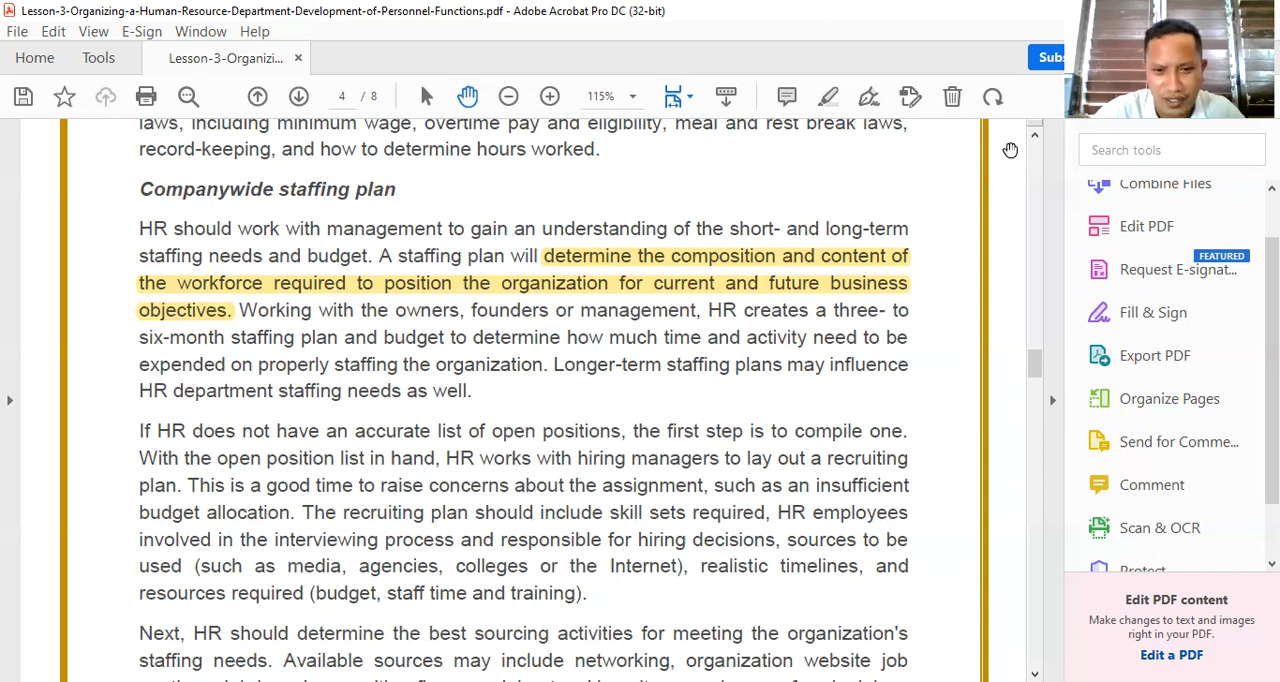 Lesson-3-Organizing-a-Human-Resource-Department-Development-of-Personnel-Functions.pdf - Adobe Acrobat Pro DC (32-bit)
File Edit View E-Sign Window Help
Home Tools Lesson-3-Organizi... ×
4 / 8 115%
Search tools
Combine Files
Edit PDF
FEATURED
Request E-signat...
Fill & Sign
Export PDF
Organize Pages
Send for Comme...
Comment
Scan & OCR
Edit PDF content
Make changes to text and images
right in your PDF.
Edit a PDF
laws, including minimum wage, overtime pay and eligibility, meal and rest break laws,
record-keeping, and how to determine hours worked.
Companywide staffing plan
HR should work with management to gain an understanding of the short- and long-term
staffing needs and budget. A staffing plan will determine the composition and content of
the workforce required to position the organization for current and future business
objectives. Working with the owners, founders or management, HR creates a three- to
six-month staffing plan and budget to determine how much time and activity need to be
expended on properly staffing the organization. Longer-term staffing plans may influence
HR department staffing needs as well.
If HR does not have an accurate list of open positions, the first step is to compile one.
With the open position list in hand, HR works with hiring managers to lay out a recruiting
plan. This is a good time to raise concerns about the assignment, such as an insufficient
budget allocation. The recruiting plan should include skill sets required, HR employees
involved in the interviewing process and responsible for hiring decisions, sources to be
used (such as media, agencies, colleges or the Internet), realistic timelines, and
resources required (budget, staff time and training).
Next, HR should determine the best sourcing activities for meeting the organization's
staffing needs. Available sources may include networking, organization website job